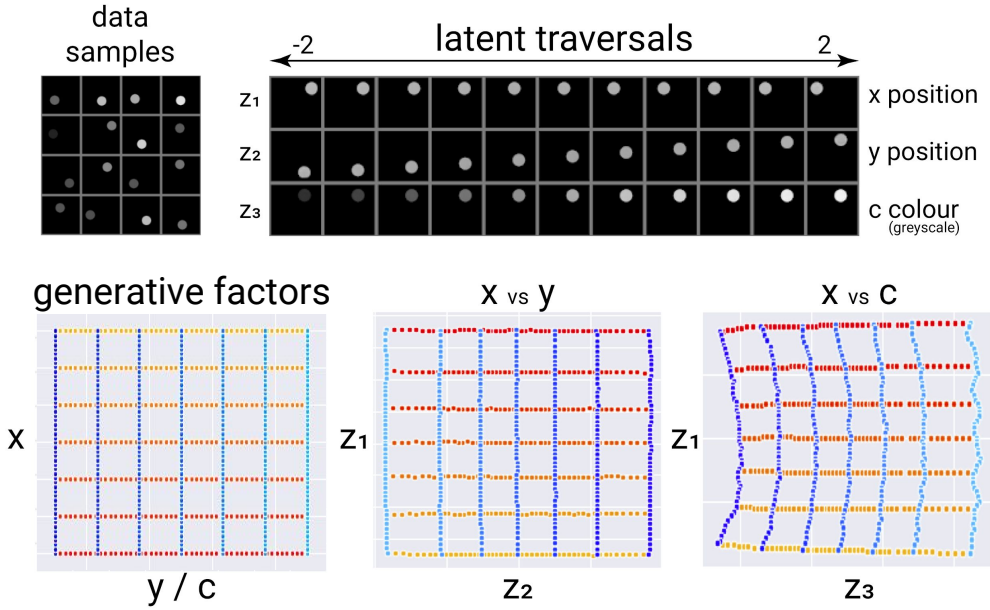 data
samples
latent traversals
-2
2
z₁
x position
z₂
y position
z₃
c colour
(greyscale)
generative factors
x vs y
x vs c
x
z₁
z₁
y / c
z₂
z₃